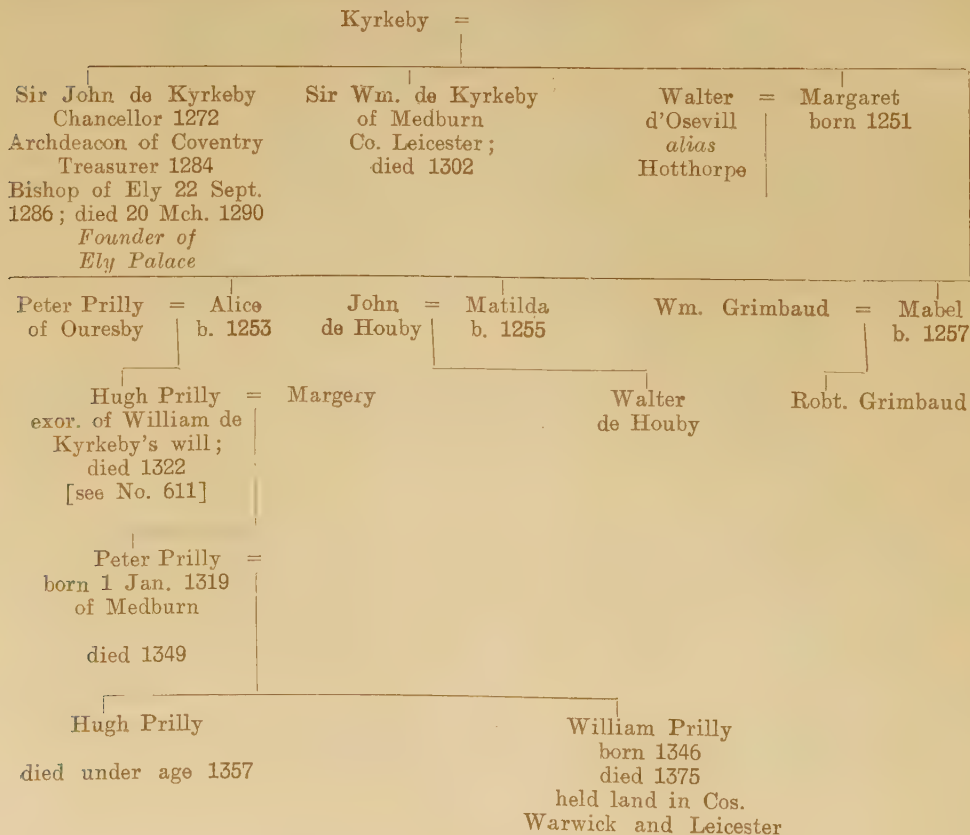 Kyrkeby =
Sir John de Kyrkeby
Chancellor 1272
Archdeacon of Coventry
Treasurer 1284
Bishop of Ely 22 Sept.
1286; died 20 Mch. 1290
Founder of
Ely Palace
Sir Wm. de Kyrkeby
of Medburn
Co. Leicester;
died 1302
Walter = Margaret
d'Osevill born 1251
alias
Hotthorpe
Peter Prilly = Alice
of Ouresby b. 1253
John = Matilda
de Houby b. 1255
Wm. Grimbaud = Mabel
b. 1257
Hugh Prilly = Margery
exor. of William de
Kyrkeby's will;
died 1322
[see No. 611]
Walter
de Houby
Robt. Grimbaud
Peter Prilly =
born 1 Jan. 1319
of Medburn
died 1349
Hugh Prilly
died under age 1357
William Prilly
born 1346
died 1375
held land in Cos.
Warwick and Leicester